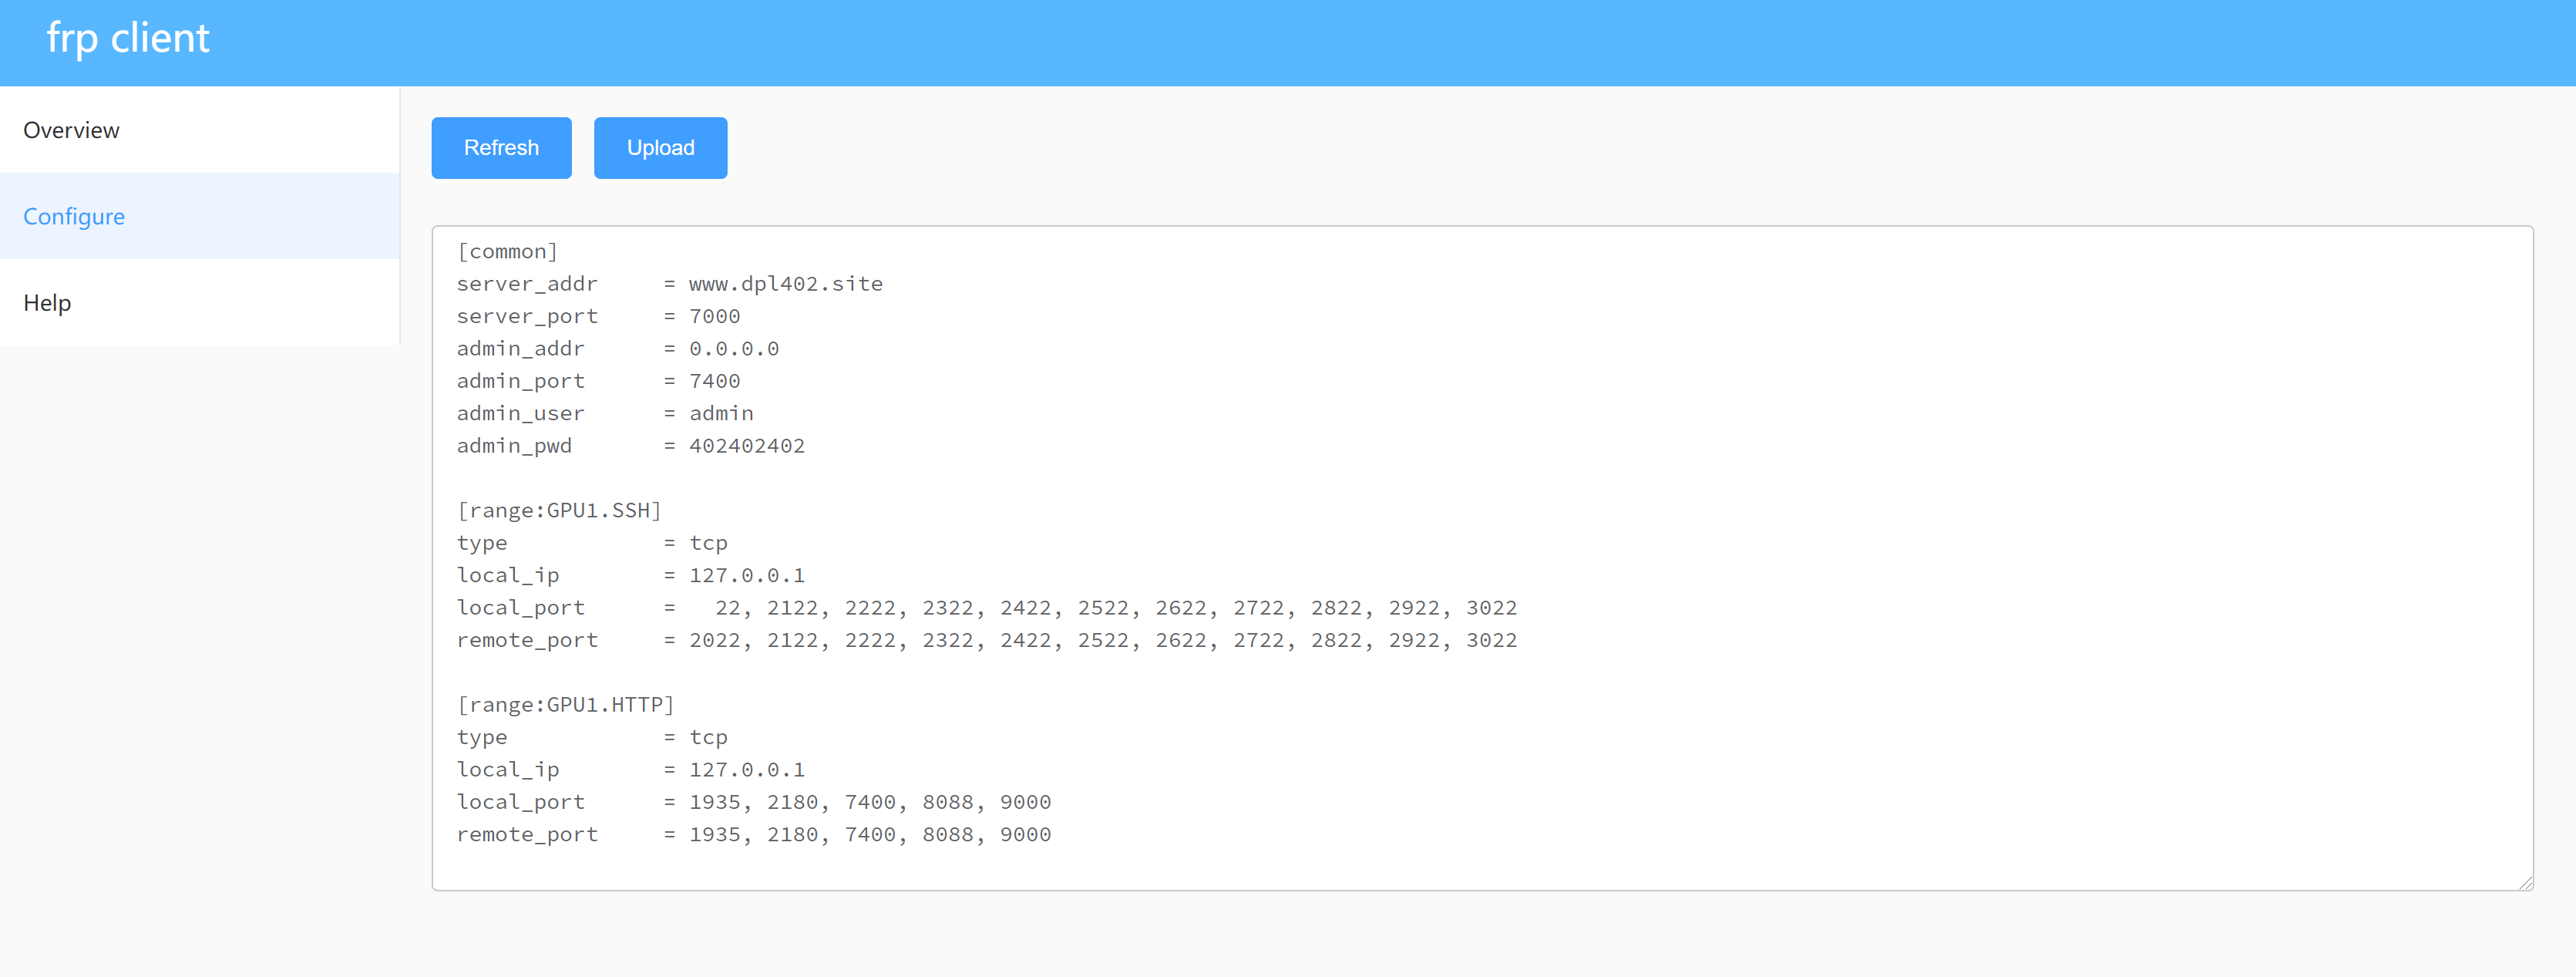 frp client
Overview
Configure
Help
Refresh
Upload
[common]
server_addr     = www.dpl402.site
server_port     = 7000
admin_addr      = 0.0.0.0
admin_port      = 7400
admin_user      = admin
admin_pwd       = 402402402
[range:GPU1.SSH]
type            = tcp
local_ip        = 127.0.0.1
local_port      =   22, 2122, 2222, 2322, 2422, 2522, 2622, 2722, 2822, 2922, 3022
remote_port     = 2022, 2122, 2222, 2322, 2422, 2522, 2622, 2722, 2822, 2922, 3022
[range:GPU1.HTTP]
type            = tcp
local_ip        = 127.0.0.1
local_port      = 1935, 2180, 7400, 8088, 9000
remote_port     = 1935, 2180, 7400, 8088, 9000